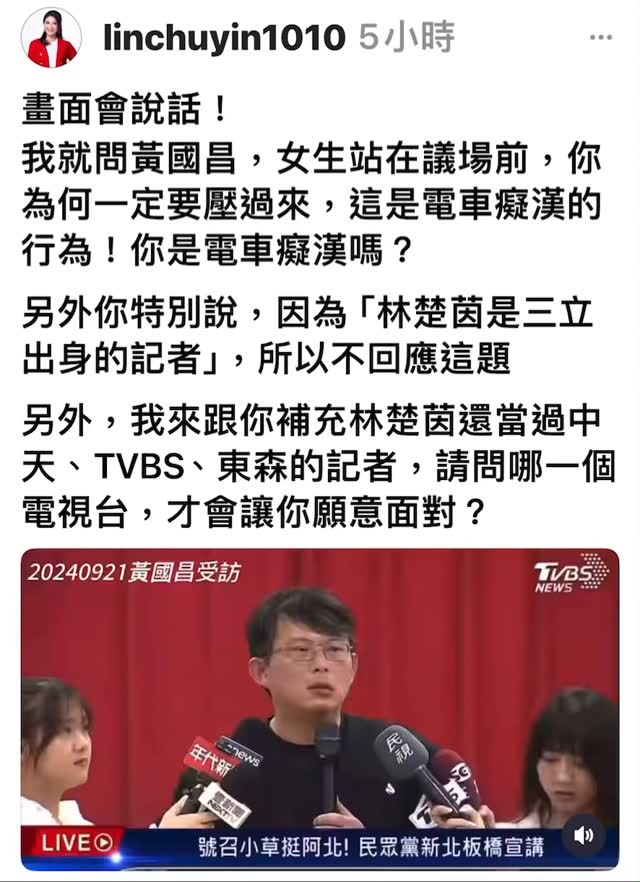 linchuyin1010 5小時
畫面會說話！
我就問黃國昌，女生站在議場前，你
為何一定要壓過來，這是電車癡漢的
行為！你是電車癡漢嗎？
另外你特別說，因為「林楚茵是三立
出身的記者」，所以不回應這題
另外，我來跟你補充林楚茵還當過中
天、TVBS、東森的記者，請問哪一個
電視台，才會讓你願意面對？
20240921黃國昌受訪
TVBS
NEWS
news
年代新
民視
LIVE
號召小草挺阿北! 民眾黨新北板橋宣講